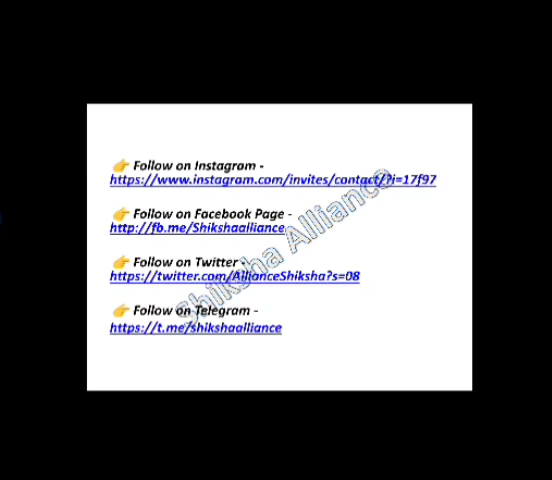 👉 Follow on Instagram -
https://www.instagram.com/invites/contact/?i=17f97
👉 Follow on Facebook Page -
http://fb.me/Shikshaalliance
👉 Follow on Twitter -
https://twitter.com/AllianceShiksha?s=08
👉 Follow on Telegram -
https://t.me/shikshaalliance
Shiksha Alliance